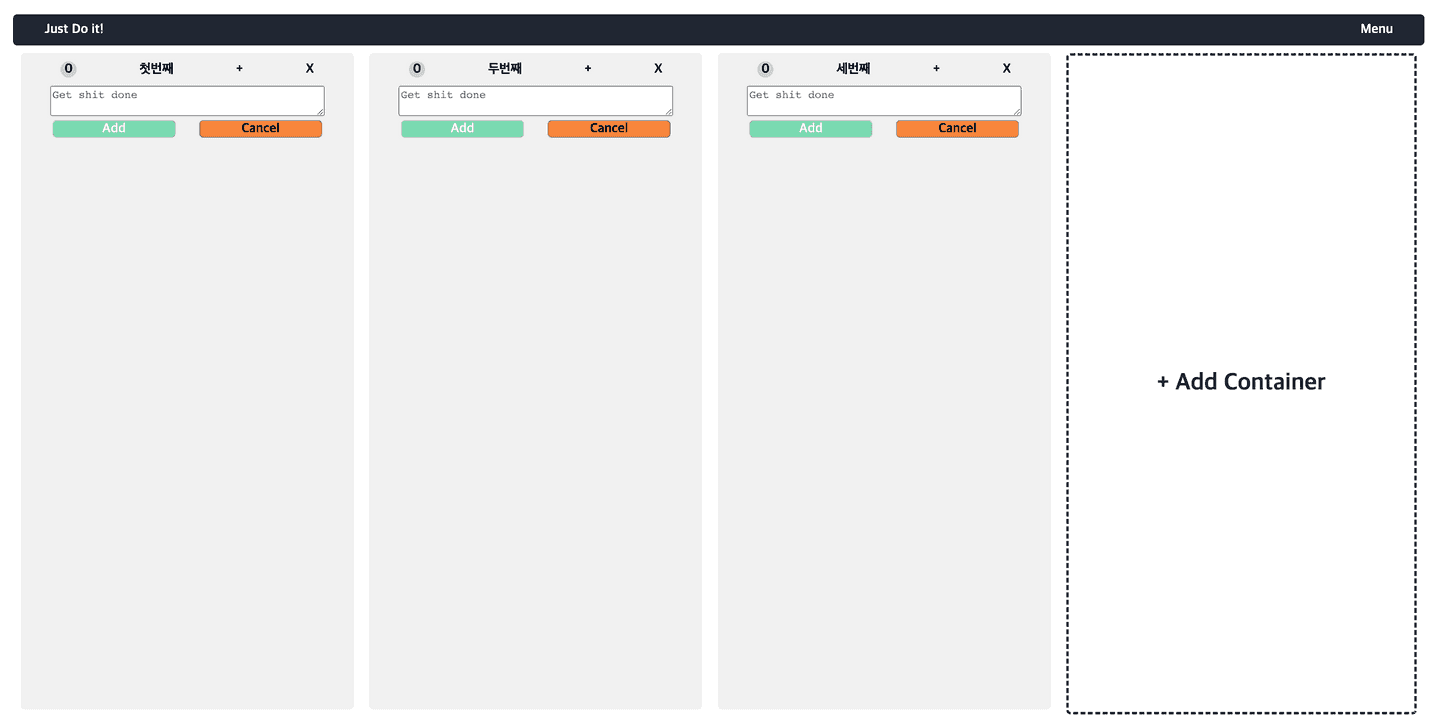 Just Do it! Menu
0 첫번째 + X
Get shit done
Add Cancel
0 두번째 + X
Get shit done
Add Cancel
0 세번째 + X
Get shit done
Add Cancel
+ Add Container